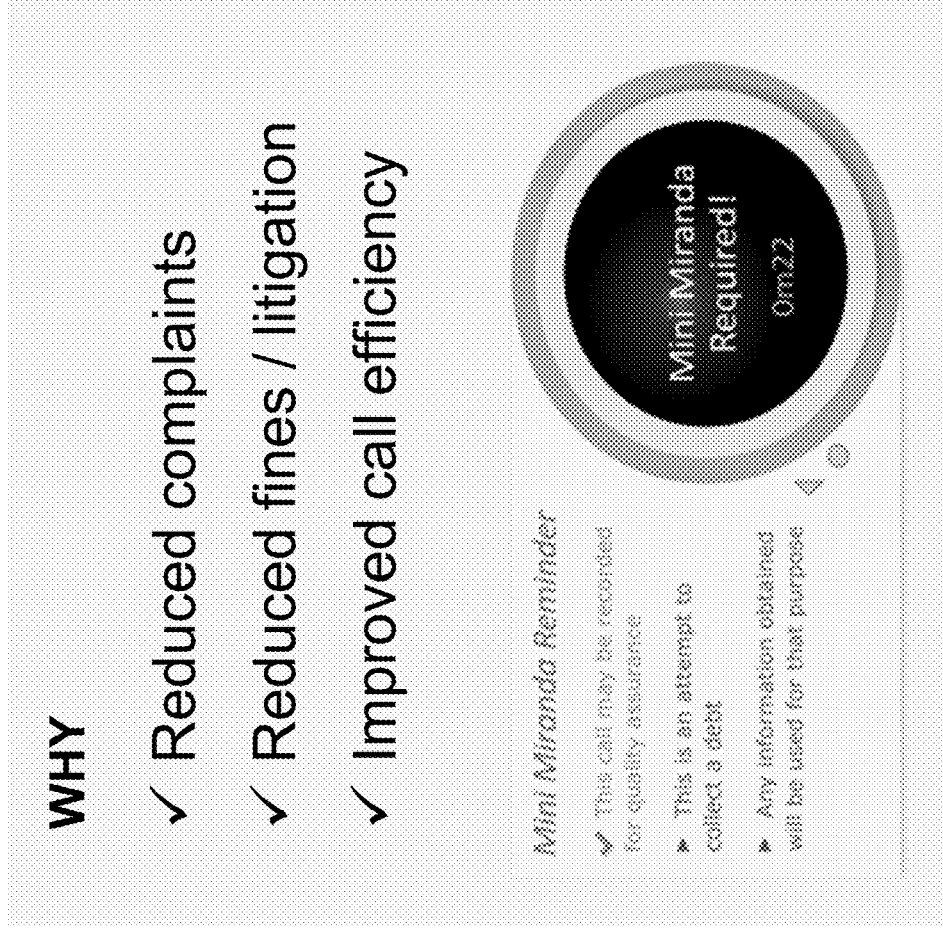 WHY
✓ Reduced complaints
✓ Reduced fines / litigation
✓ Improved call efficiency
Mini Miranda Reminder
✓ This call may be recorded
for quality assurance
► This is an attempt to
collect a debt
► Any information obtained
will be used for that purpose
Mini Miranda
Required!
0m22